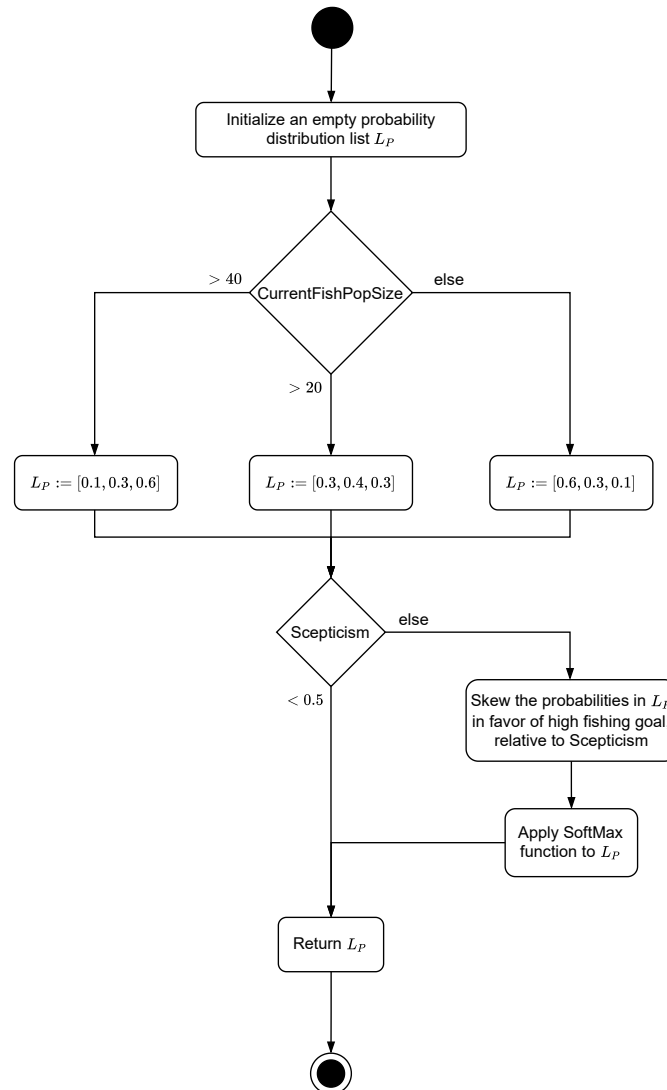 Initialize an empty probability
distribution list L_P
> 40
CurrentFishPopSize
else
> 20
L_P := [0.1, 0.3, 0.6]
L_P := [0.3, 0.4, 0.3]
L_P := [0.6, 0.3, 0.1]
Scepticism
else
< 0.5
Skew the probabilities in L_P
in favor of high fishing goal
relative to Scepticism
Apply SoftMax
function to L_P
Return L_P